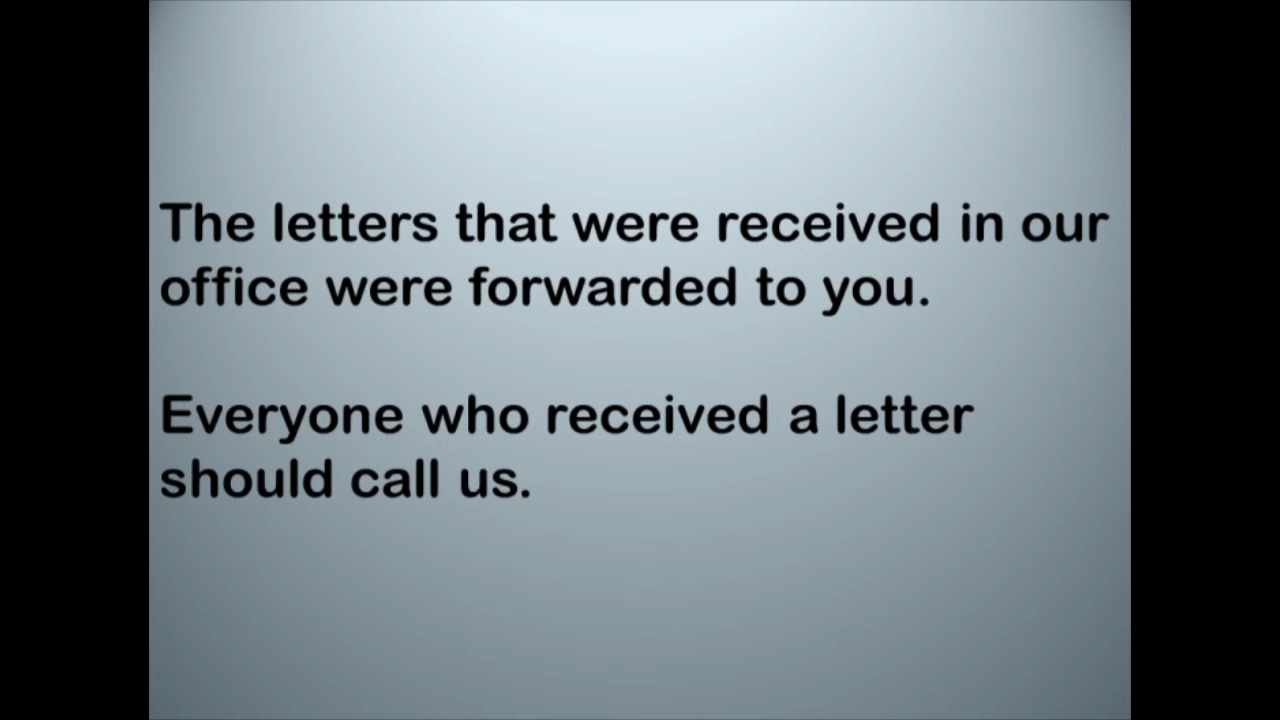 The letters that were received in our
office were forwarded to you.
Everyone who received a letter
should call us.